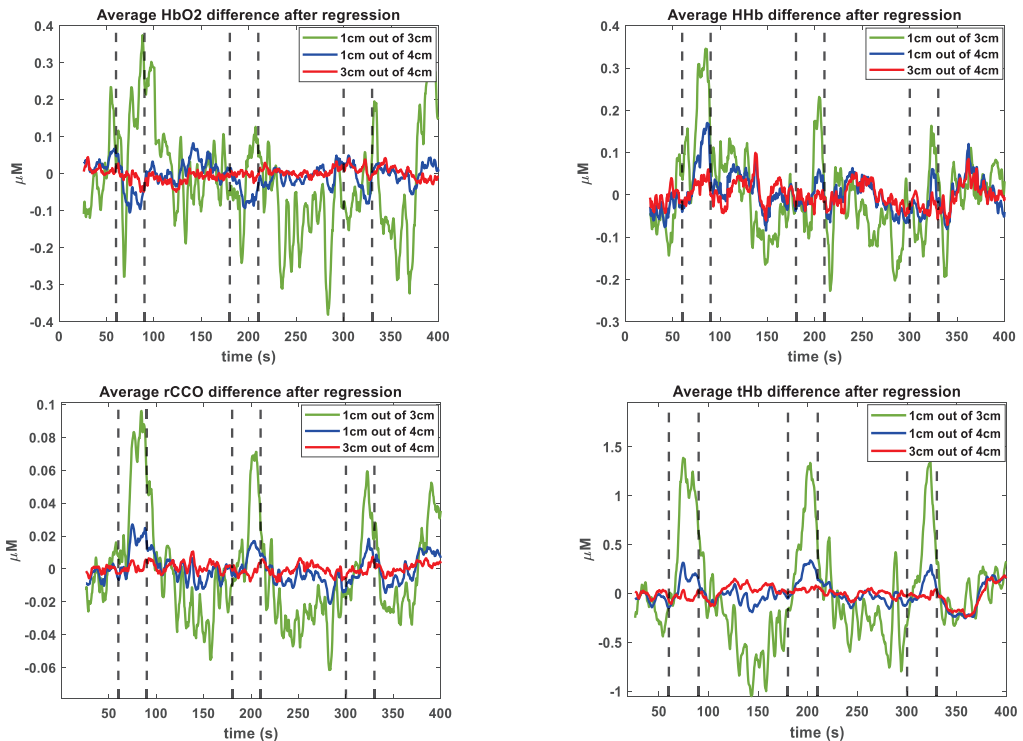 Average HbO2 difference after regression
0.4
0.3
0.2
0.1
0
-0.1
-0.2
-0.3
-0.4
μM
0 50 100 150 200 250 300 350 400
time (s)
1cm out of 3cm
1cm out of 4cm
3cm out of 4cm
Average HHb difference after regression
0.4
0.3
0.2
0.1
0
-0.1
-0.2
-0.3
μM
0 50 100 150 200 250 300 350 400
time (s)
1cm out of 3cm
1cm out of 4cm
3cm out of 4cm
Average rCCO difference after regression
0.1
0.08
0.06
0.04
0.02
0
-0.02
-0.04
-0.06
μM
50 100 150 200 250 300 350 400
time (s)
1cm out of 3cm
1cm out of 4cm
3cm out of 4cm
Average tHb difference after regression
1.5
1
0.5
0
-0.5
-1
μM
50 100 150 200 250 300 350 400
time (s)
1cm out of 3cm
1cm out of 4cm
3cm out of 4cm